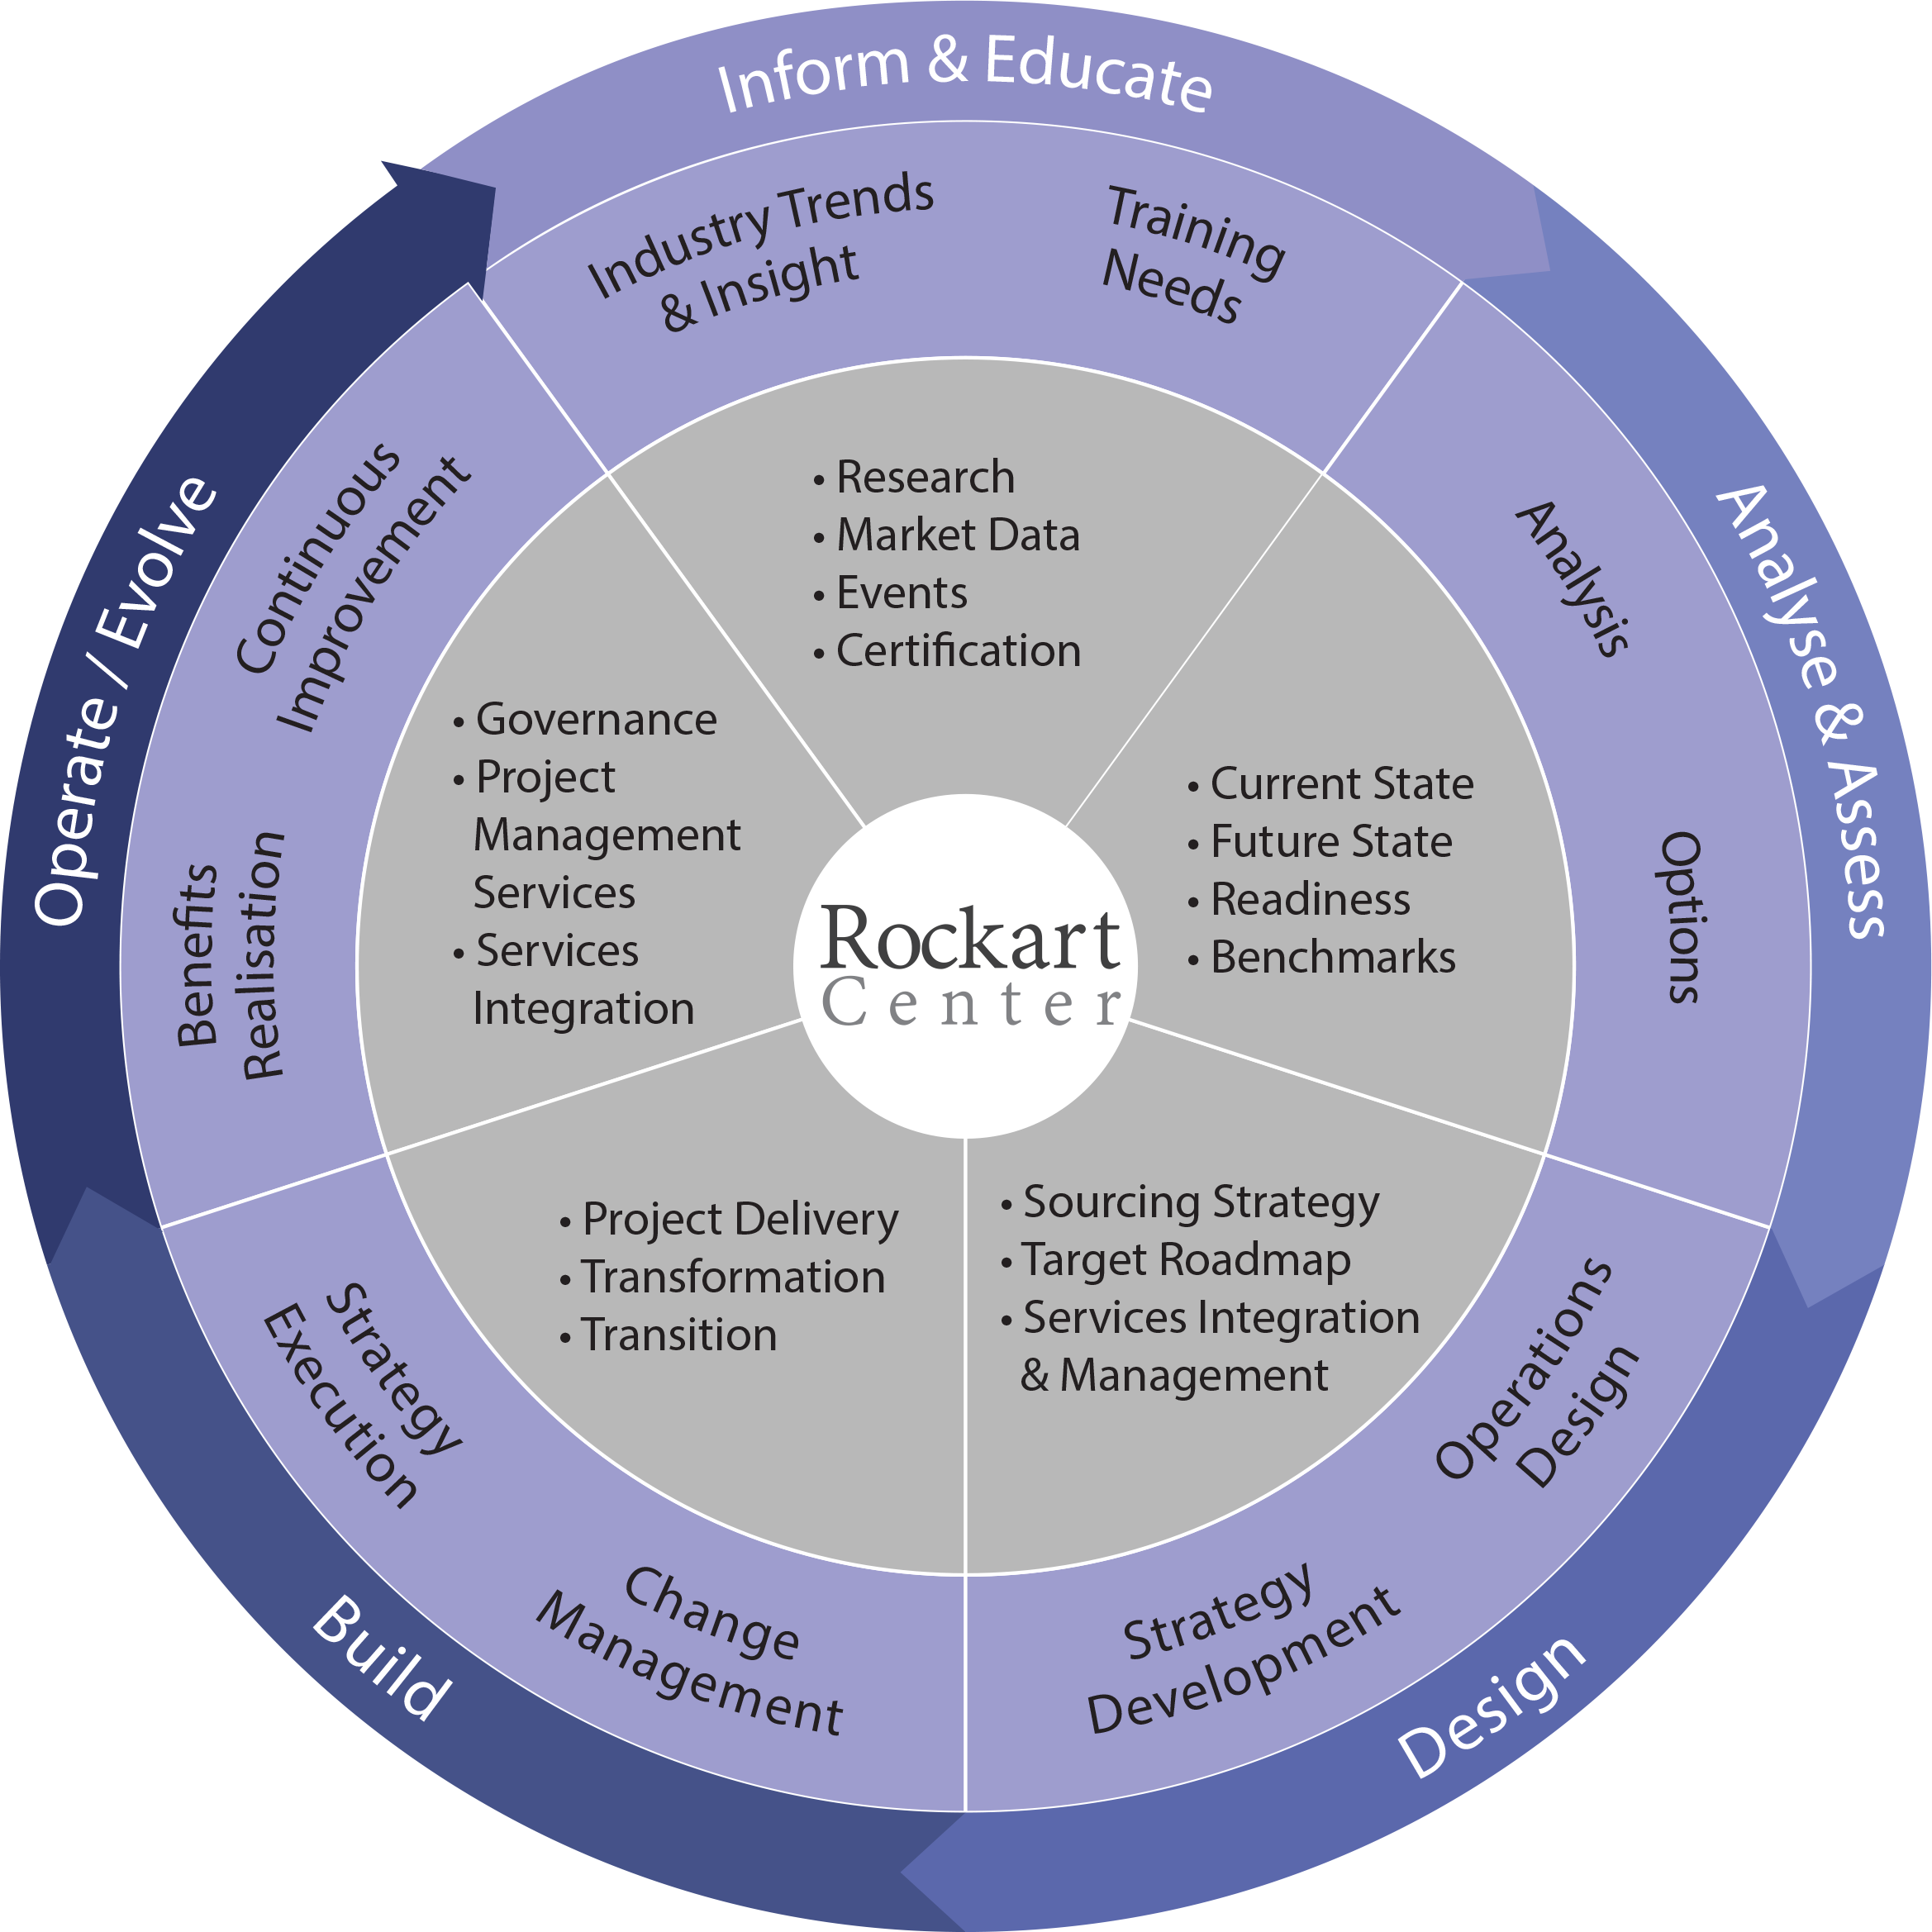 Inform & Educate
Industry Trends
& Insight
Training
Needs
• Research
• Market Data
• Events
• Certification
Analyse & Assess
Analysis
Options
• Current State
• Future State
• Readiness
• Benchmarks
Design
Operations
Design
Strategy
Development
• Sourcing Strategy
• Target Roadmap
• Services Integration
& Management
Build
Change
Management
Strategy
Execution
• Project Delivery
• Transformation
• Transition
Operate / Evolve
Benefits
Realisation
Continuous
Improvement
• Governance
• Project
Management
Services
• Services
Integration
Rockart
Center